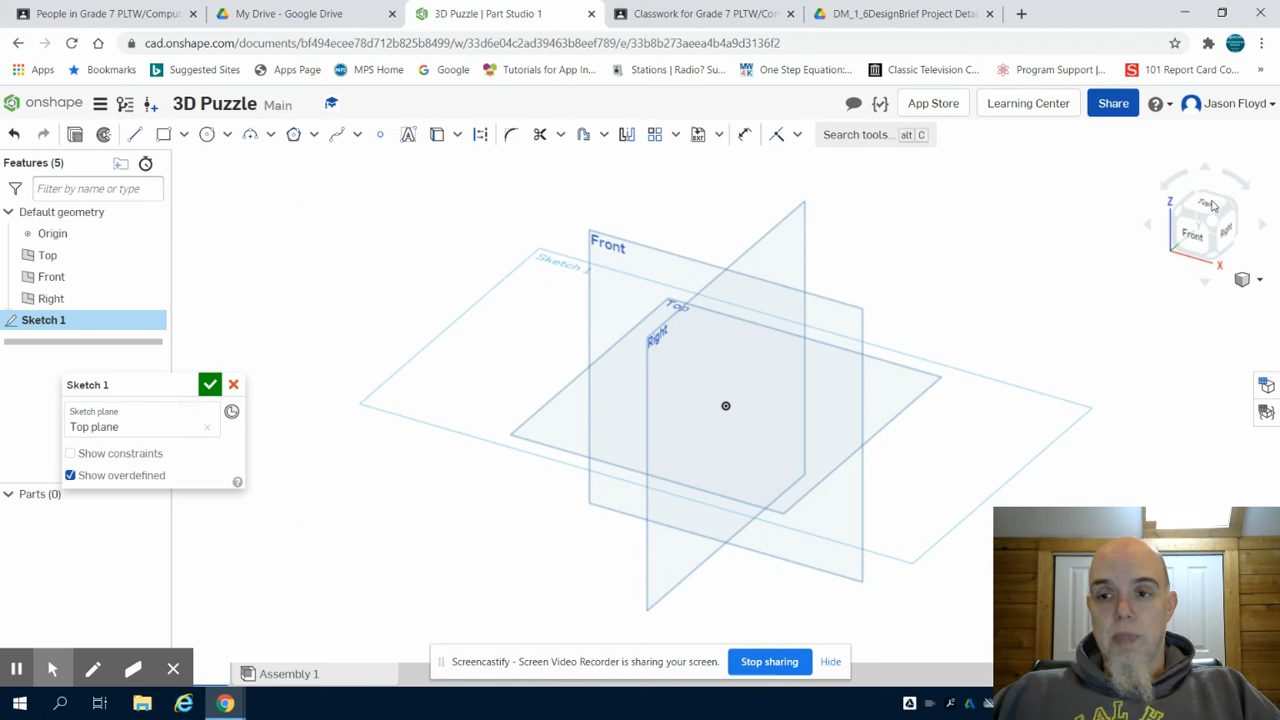 People in Grade 7 PLTW/Comput
My Drive - Google Drive
3D Puzzle | Part Studio 1
Classwork for Grade 7 PLTW/Con
DM_1_6DesignBrief Project Detai
cad.onshape.com/documents/bf494ecee78d712b825b8499/w/33d6e04c2ad39463b8eef789/e/33b8b273aeea4b4a9d3136f2
Apps
Bookmarks
Suggested Sites
Apps Page
MPS Home
Google
Tutorials for App In...
Stations | Radio? Su...
One Step Equation:...
Classic Television C...
Program Support |...
101 Report Card Co...
»
onshape
3D Puzzle Main
App Store
Learning Center
Share
Jason Floyd
Search tools... alt C
Features (5)
Filter by name or type
Default geometry
Origin
Top
Front
Right
Sketch 1
Sketch 1
Sketch plane
Top plane
Show constraints
Show overdefined
Parts (0)
Front
Sketch 1
Top
Right
Z
Top
Front
Right
Y
X
Screencastify - Screen Video Recorder is sharing your screen.
Stop sharing
Hide
Assembly 1